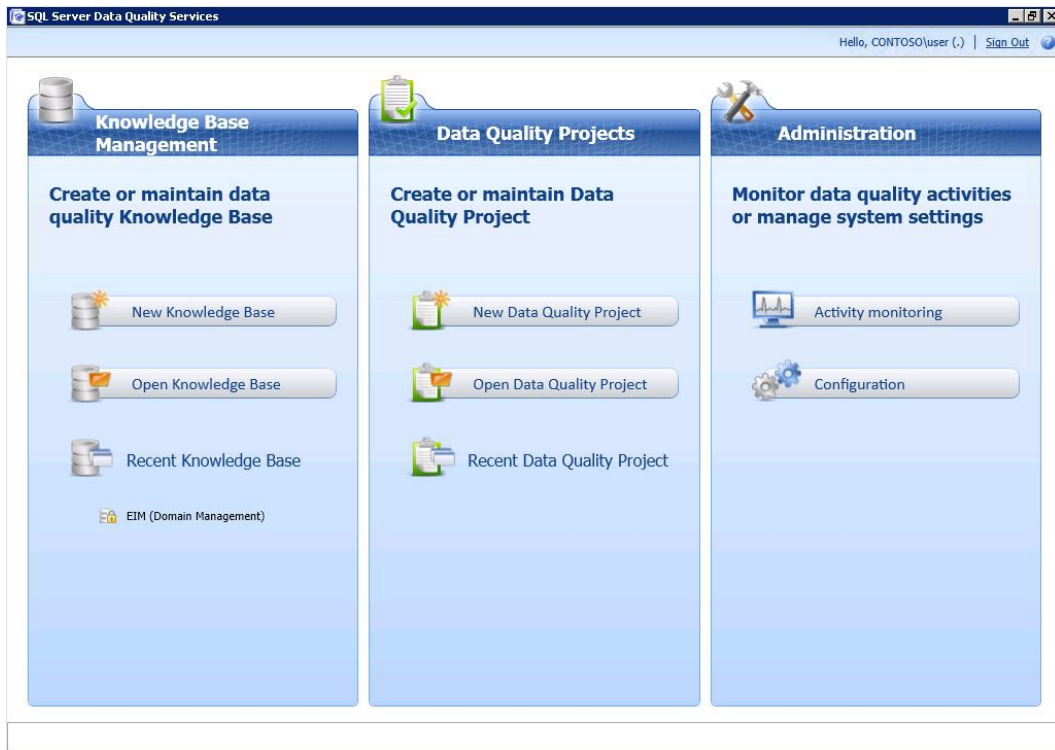 SQL Server Data Quality Services
Hello, CONTOSO\user (.) | Sign Out
Knowledge Base
Management
Create or maintain data
quality Knowledge Base
New Knowledge Base
Open Knowledge Base
Recent Knowledge Base
EIM (Domain Management)
Data Quality Projects
Create or maintain Data
Quality Project
New Data Quality Project
Open Data Quality Project
Recent Data Quality Project
Administration
Monitor data quality activities
or manage system settings
Activity monitoring
Configuration